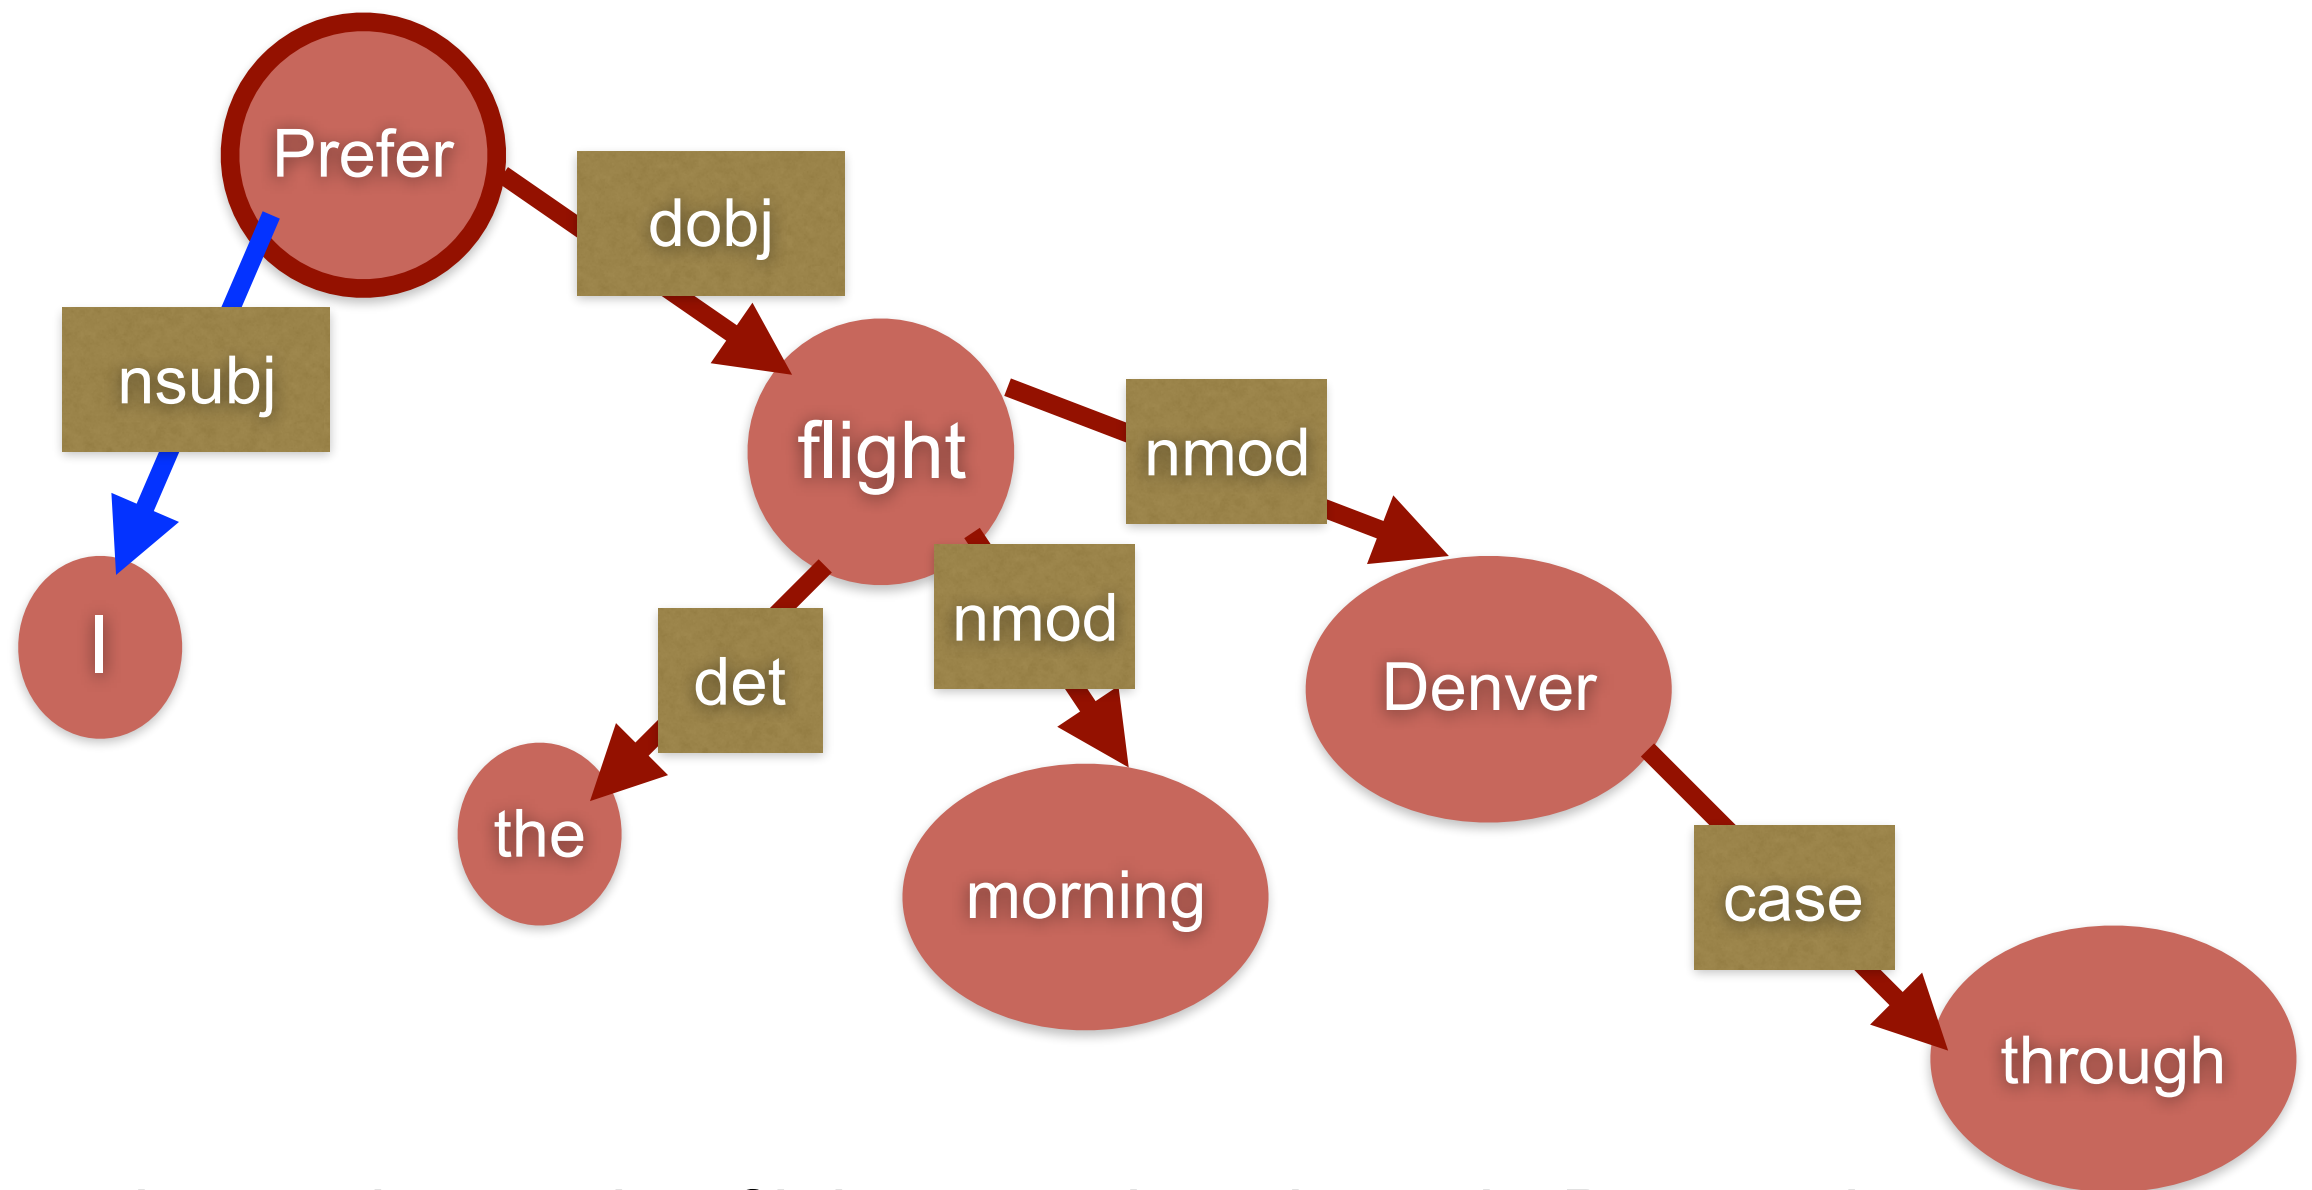 Prefer
dobj
nsubj
flight
nmod
nmod
I
det
Denver
the
morning
case
through